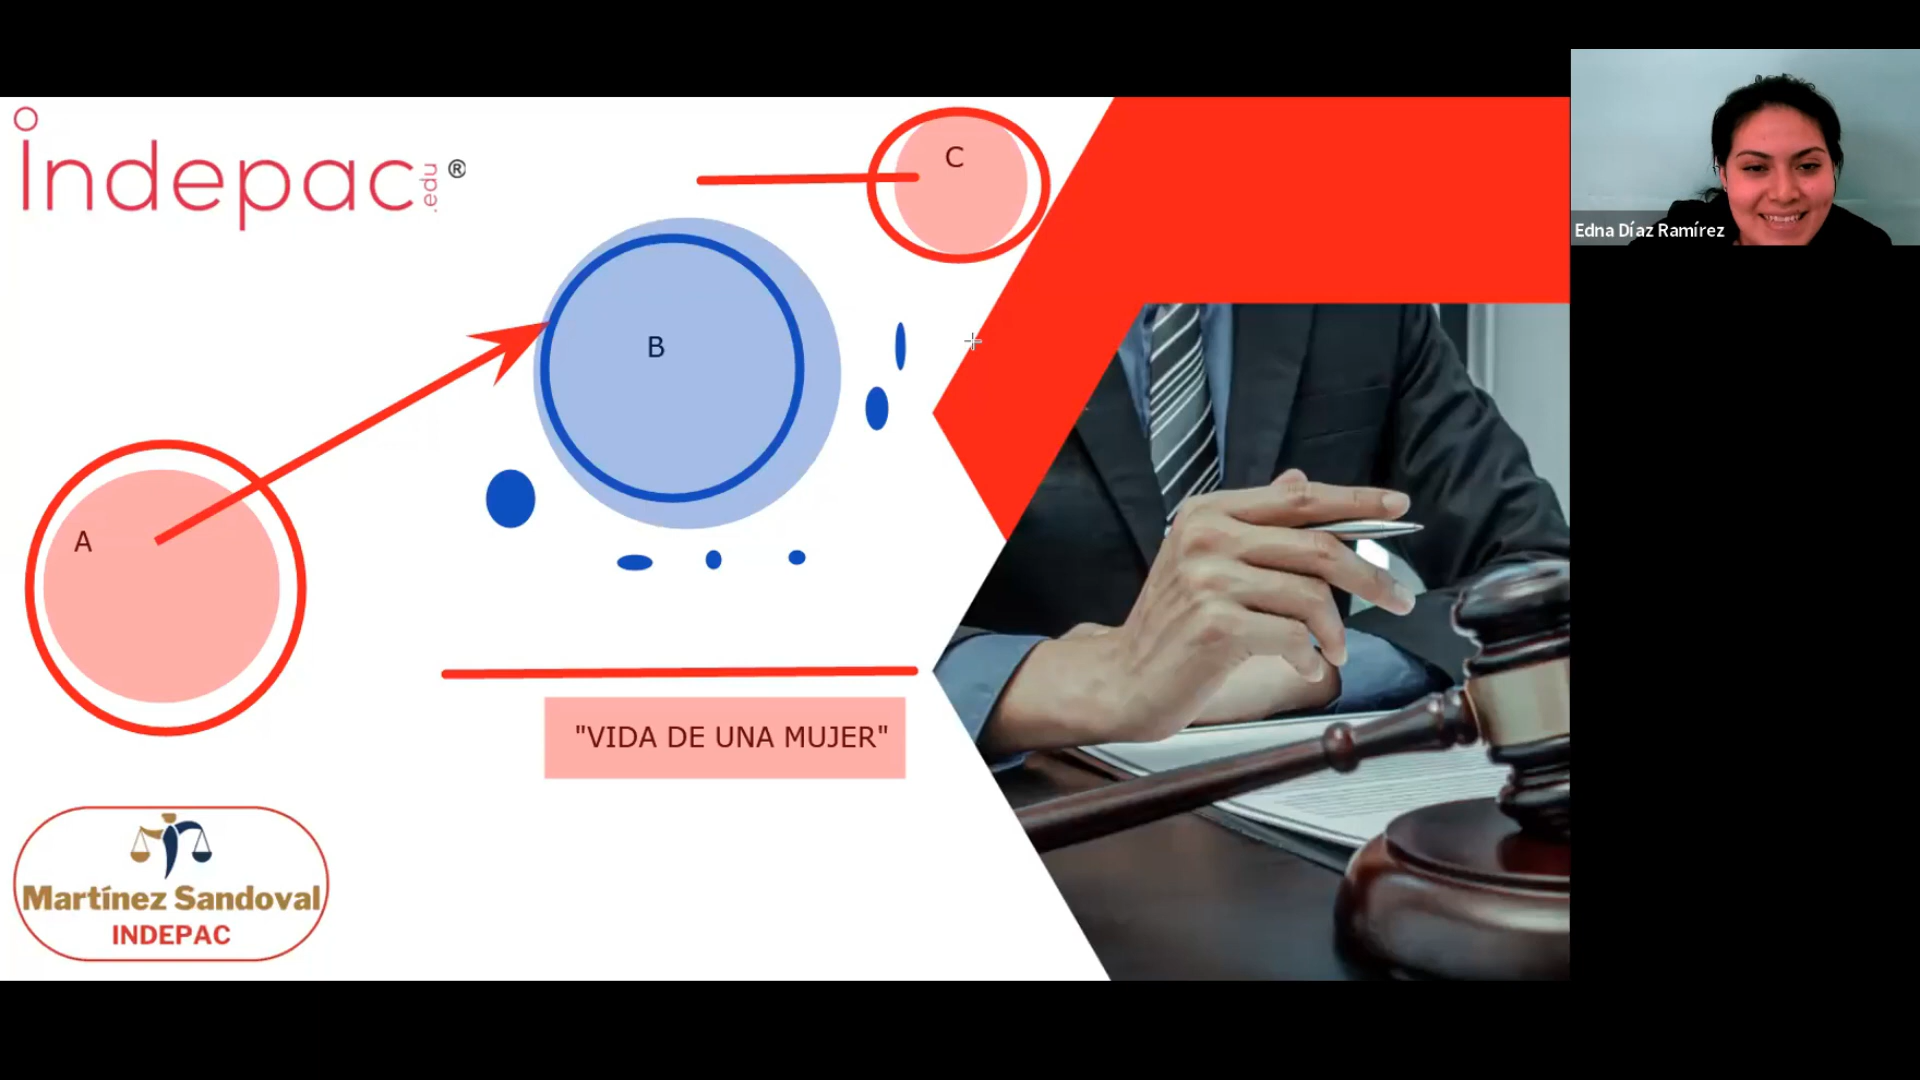 indepac.edu ®
C
B
A
"VIDA DE UNA MUJER"
Martínez Sandoval
INDEPAC
Edna Díaz Ramírez